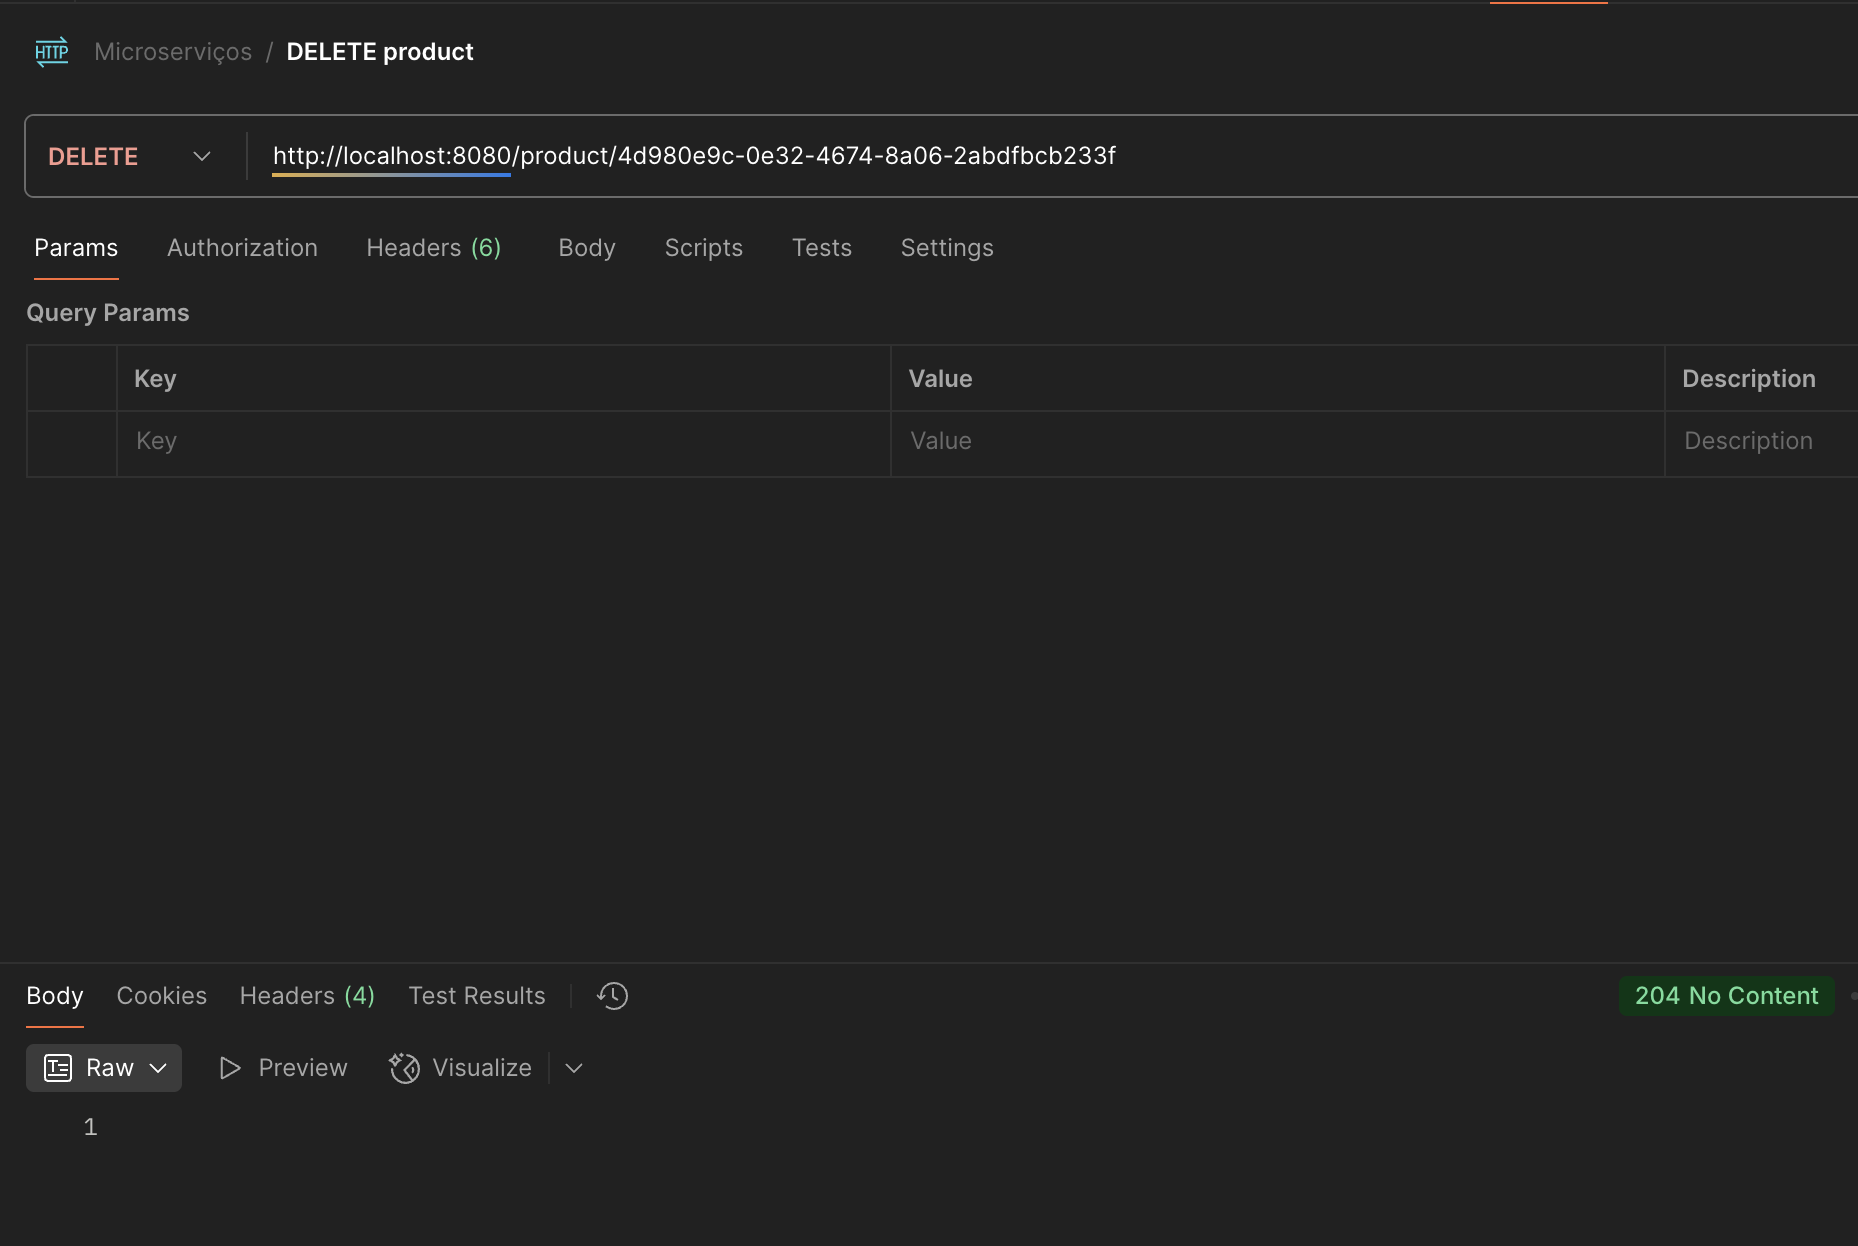 HTTP Microserviços / DELETE product
DELETE http://localhost:8080/product/4d980e9c-0e32-4674-8a06-2abdfbcb233f
Params Authorization Headers (6) Body Scripts Tests Settings
Query Params
Key Value Description
Key Value Description
Body Cookies Headers (4) Test Results 204 No Content
Raw Preview Visualize
1